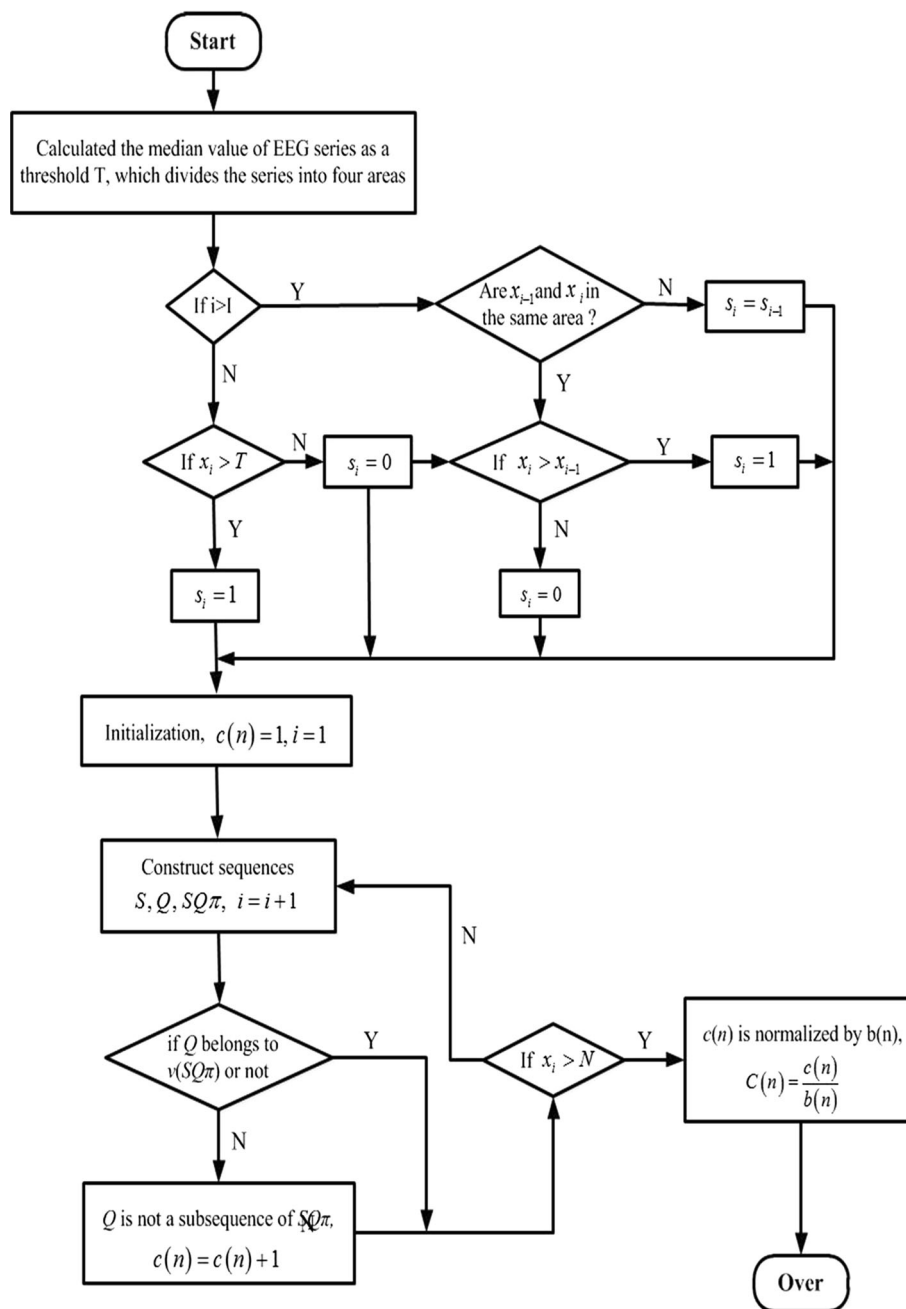 Start
Calculated the median value of EEG series as a
threshold T, which divides the series into four areas
If i>I
Y
Are x_{i-1} and x_i in
the same area ?
N
s_i = s_{i-1}
N
Y
If x_i > T
N
s_i = 0
If x_i > x_{i-1}
Y
s_i = 1
Y
N
s_i = 1
s_i = 0
Initialization, c(n) = 1, i = 1
Construct sequences
S, Q, SQπ, i = i + 1
N
if Q belongs to
v(SQπ) or not
Y
If x_i > N
Y
c(n) is normalized by b(n),
C(n) = c(n)/b(n)
N
Q is not a subsequence of SQπ,
c(n) = c(n) + 1
Over